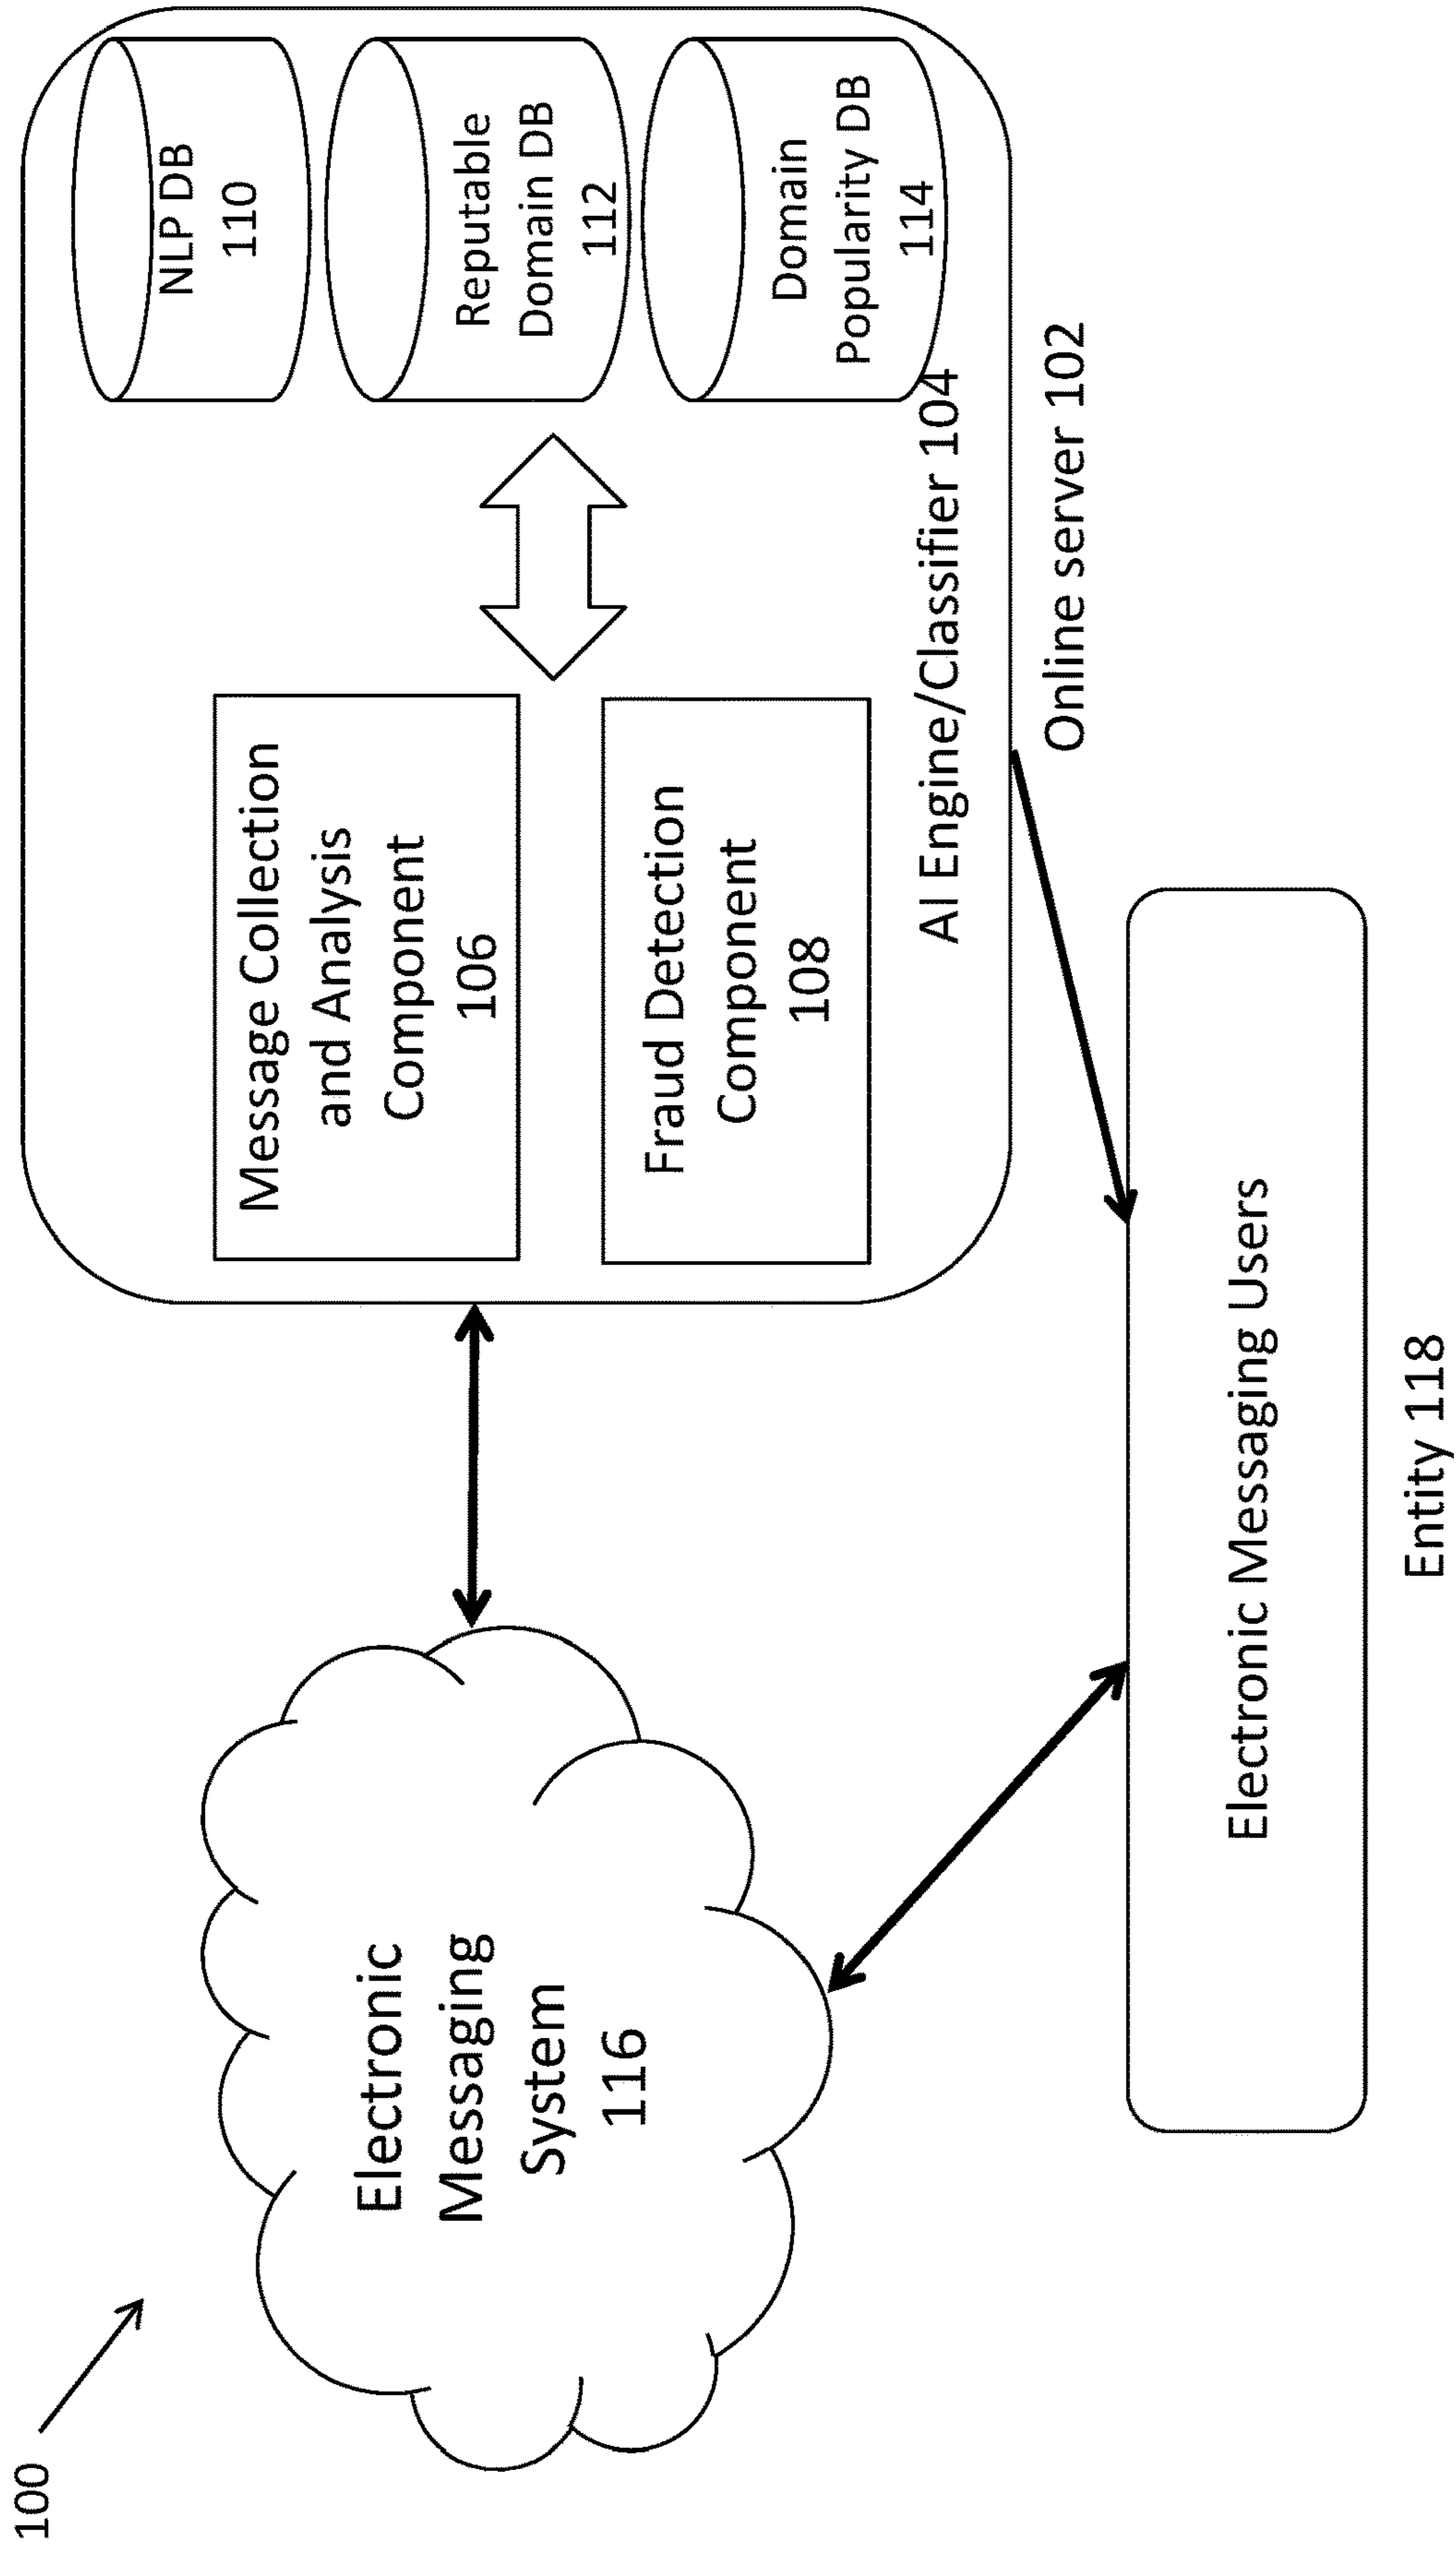 100
Electronic
Messaging
System
116
Message Collection
and Analysis
Component
106
Fraud Detection
Component
108
NLP DB
110
Reputable
Domain DB
112
Domain
Popularity DB
114
AI Engine/Classifier 104
Online server 102
Electronic Messaging Users
Entity 118